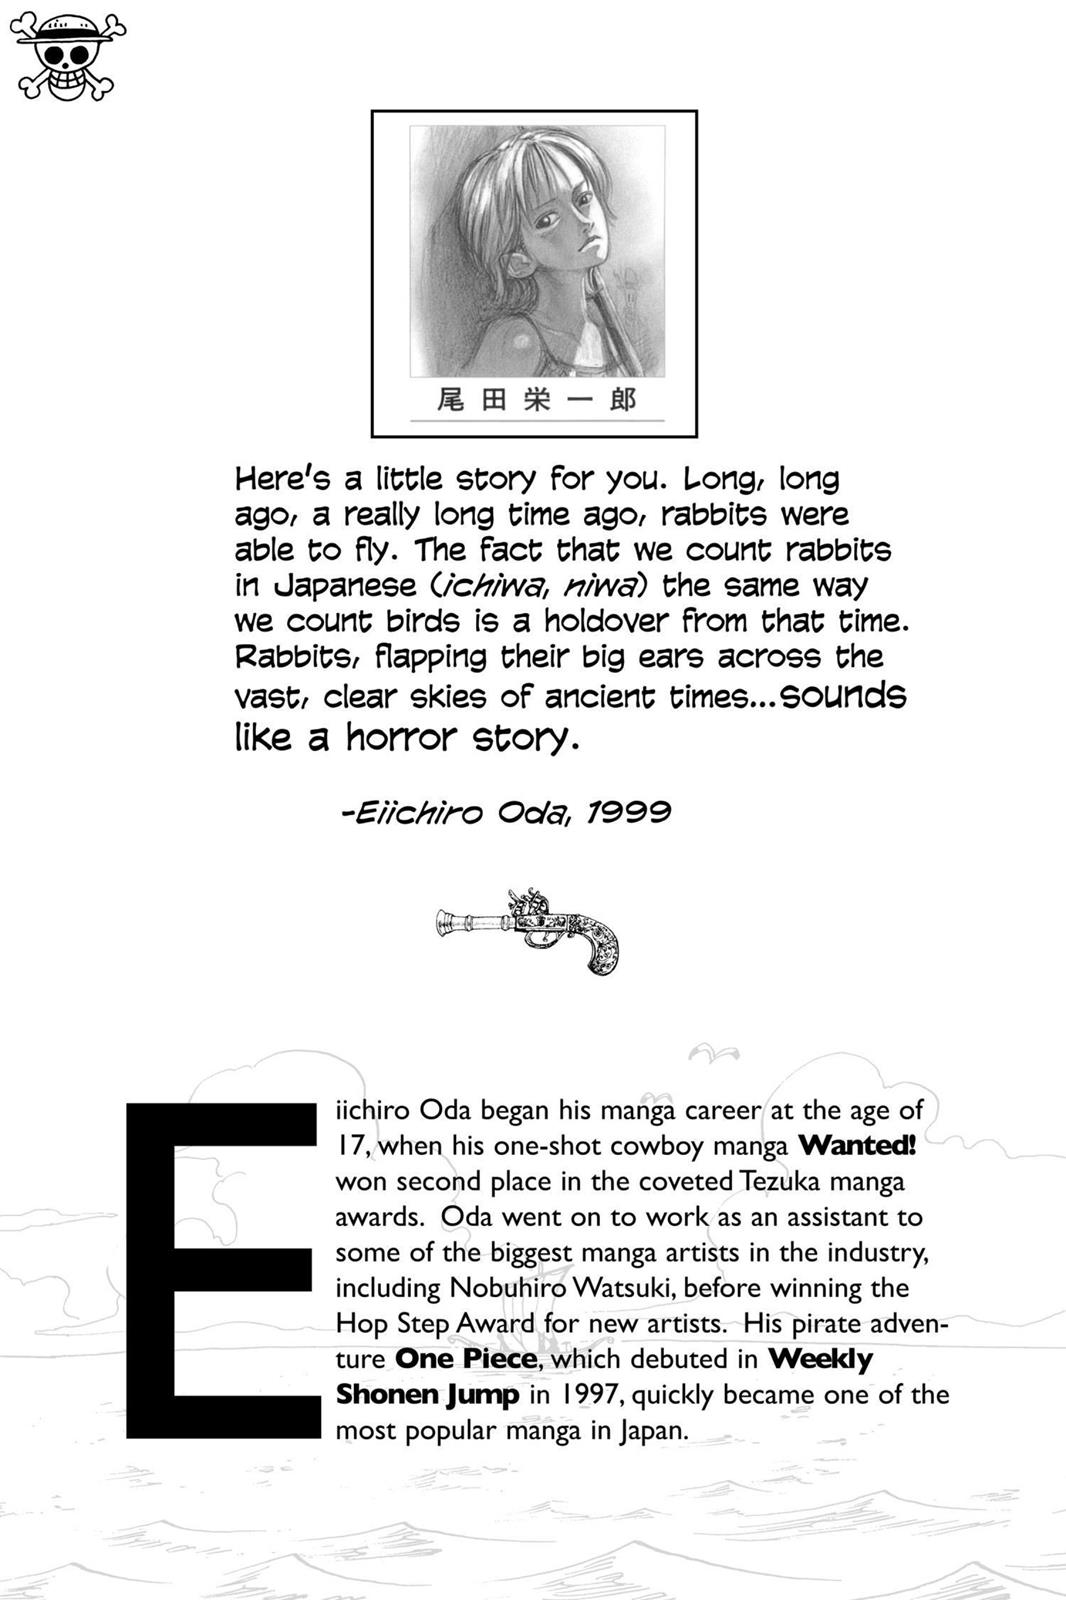 尾田栄一郎
Here's a little story for you. Long, long
ago, a really long time ago, rabbits were
able to fly. The fact that we count rabbits
in Japanese (ichiwa, niwa) the same way
we count birds is a holdover from that time.
Rabbits, flapping their big ears across the
vast, clear skies of ancient times...sounds
like a horror story.
-Eiichiro Oda, 1999
Eiichiro Oda began his manga career at the age of
17, when his one-shot cowboy manga Wanted!
won second place in the coveted Tezuka manga
awards. Oda went on to work as an assistant to
some of the biggest manga artists in the industry,
including Nobuhiro Watsuki, before winning the
Hop Step Award for new artists. His pirate adven-
ture One Piece, which debuted in Weekly
Shonen Jump in 1997, quickly became one of the
most popular manga in Japan.